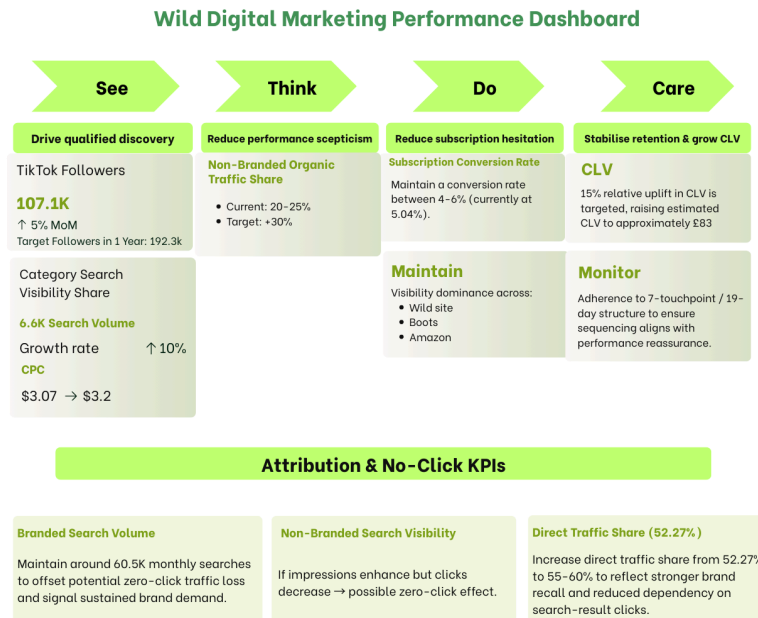 Wild Digital Marketing Performance Dashboard
See
Think
Do
Care
Drive qualified discovery
Reduce performance scepticism
Reduce subscription hesitation
Stabilise retention & grow CLV
TikTok Followers
107.1K
↑ 5% MoM
Target Followers in 1 Year: 192.3k
Category Search
Visibility Share
6.6K Search Volume
Growth rate ↑ 10%
CPC
$3.07 → $3.2
Non-Branded Organic
Traffic Share
• Current: 20-25%
• Target: +30%
Subscription Conversion Rate
Maintain a conversion rate
between 4-6% (currently at
5.04%).
Maintain
Visibility dominance across:
• Wild site
• Boots
• Amazon
CLV
15% relative uplift in CLV is
targeted, raising estimated
CLV to approximately £83
Monitor
Adherence to 7-touchpoint / 19-
day structure to ensure
sequencing aligns with
performance reassurance.
Attribution & No-Click KPIs
Branded Search Volume
Maintain around 60.5K monthly searches
to offset potential zero-click traffic loss
and signal sustained brand demand.
Non-Branded Search Visibility
If impressions enhance but clicks
decrease → possible zero-click effect.
Direct Traffic Share (52.27%)
Increase direct traffic share from 52.27%
to 55-60% to reflect stronger brand
recall and reduced dependency on
search-result clicks.